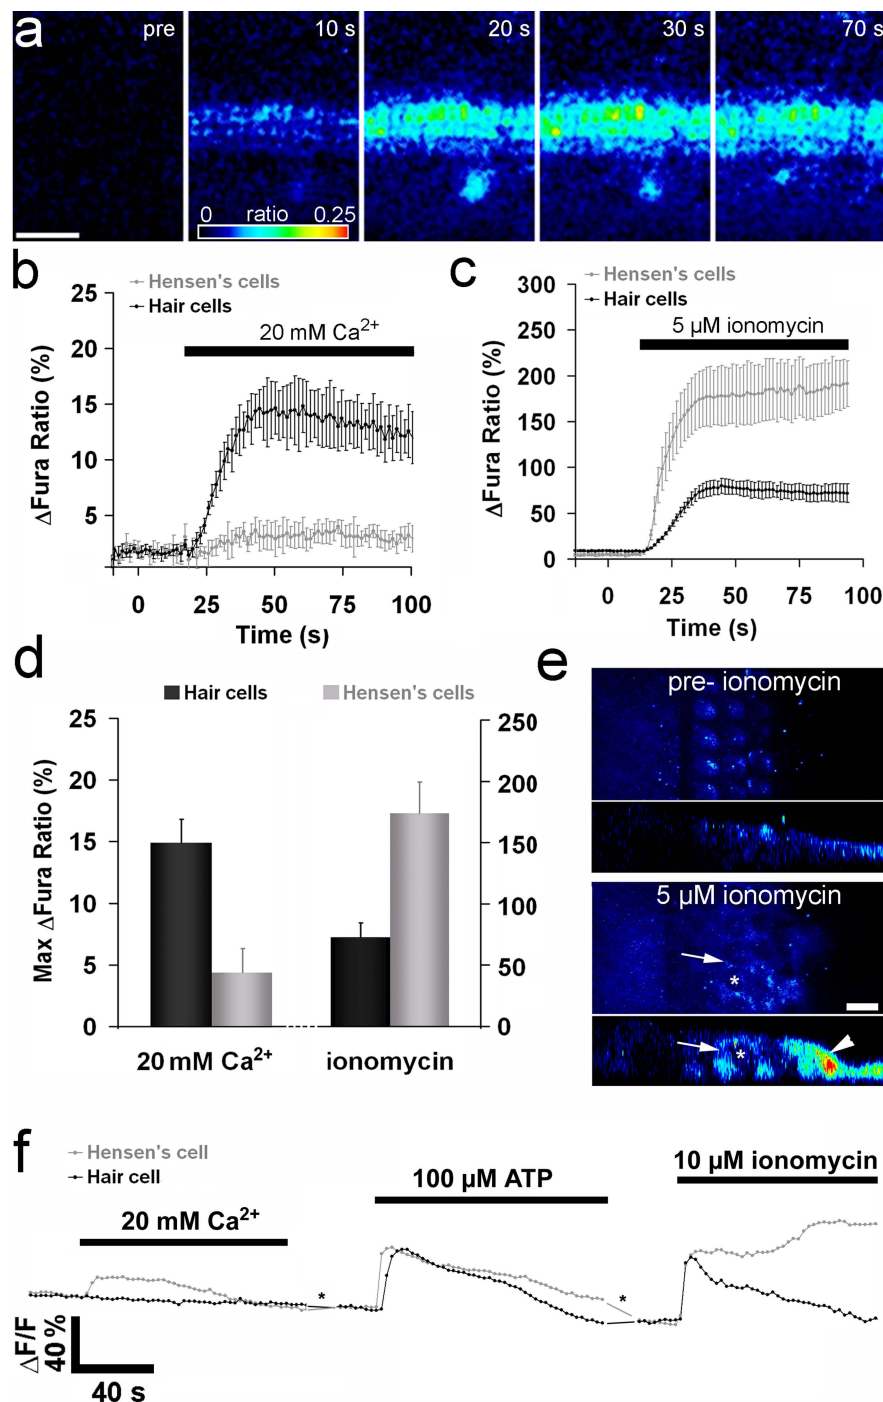 a
pre
10 s
20 s
30 s
70 s
0 ratio 0.25
b
Hensen's cells
Hair cells
20 mM Ca2+
ΔFura Ratio (%)
25
20
15
10
5
0
0 25 50 75 100
Time (s)
c
Hensen's cells
Hair cells
5 µM ionomycin
ΔFura Ratio (%)
300
250
200
150
100
50
0
0 25 50 75 100
Time (s)
d
Hair cells
Hensen's cells
Max ΔFura Ratio (%)
25
20
15
10
5
0
250
200
150
100
50
0
20 mM Ca2+
ionomycin
e
pre- ionomycin
5 µM ionomycin
*
*
f
Hensen's cell
Hair cell
20 mM Ca2+
100 µM ATP
10 µM ionomycin
*
*
ΔF/F
40 %
40 s